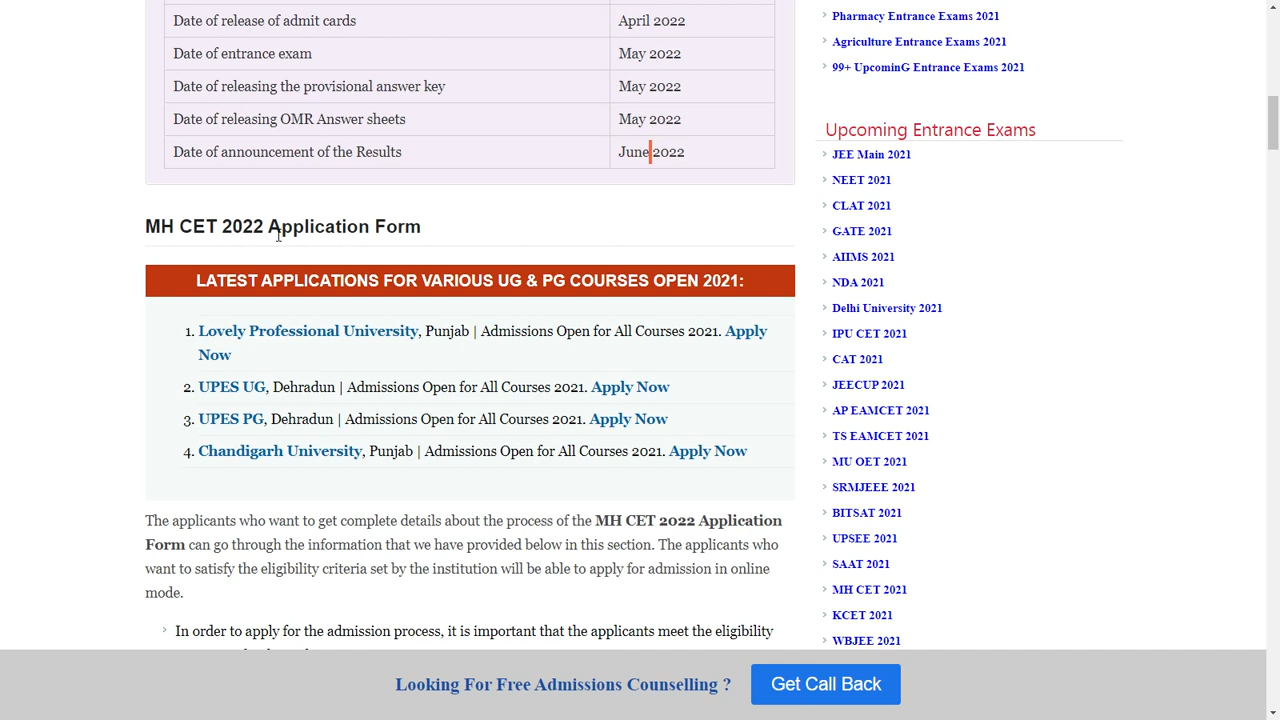 Date of release of admit cards April 2022
Date of entrance exam May 2022
Date of releasing the provisional answer key May 2022
Date of releasing OMR Answer sheets May 2022
Date of announcement of the Results June 2022
MH CET 2022 Application Form
LATEST APPLICATIONS FOR VARIOUS UG & PG COURSES OPEN 2021:
1. Lovely Professional University, Punjab | Admissions Open for All Courses 2021. Apply
Now
2. UPES UG, Dehradun | Admissions Open for All Courses 2021. Apply Now
3. UPES PG, Dehradun | Admissions Open for All Courses 2021. Apply Now
4. Chandigarh University, Punjab | Admissions Open for All Courses 2021. Apply Now
The applicants who want to get complete details about the process of the MH CET 2022 Application
Form can go through the information that we have provided below in this section. The applicants who
want to satisfy the eligibility criteria set by the institution will be able to apply for admission in online
mode.
In order to apply for the admission process, it is important that the applicants meet the eligibility
Pharmacy Entrance Exams 2021
Agriculture Entrance Exams 2021
99+ UpcominG Entrance Exams 2021
Upcoming Entrance Exams
JEE Main 2021
NEET 2021
CLAT 2021
GATE 2021
AIIMS 2021
NDA 2021
Delhi University 2021
IPU CET 2021
CAT 2021
JEECUP 2021
AP EAMCET 2021
TS EAMCET 2021
MU OET 2021
SRMJEEE 2021
BITSAT 2021
UPSEE 2021
SAAT 2021
MH CET 2021
KCET 2021
WBJEE 2021
Looking For Free Admissions Counselling ? Get Call Back